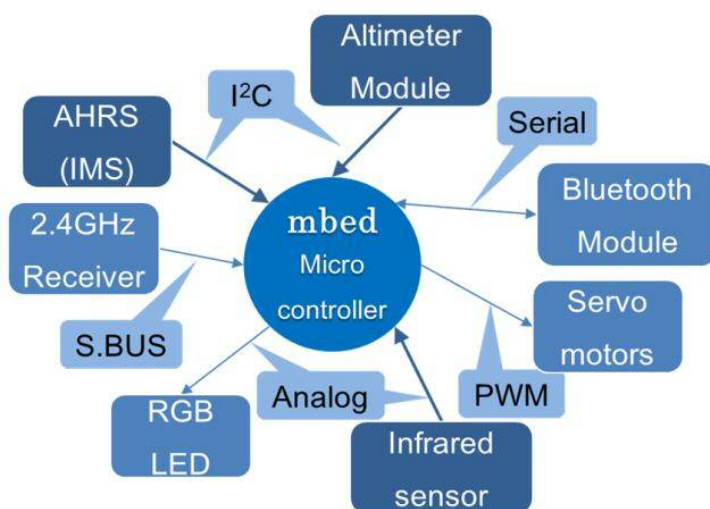 Altimeter
Module
I²C
AHRS
(IMS)
Serial
Bluetooth
Module
mbed
Micro
controller
2.4GHz
Receiver
S.BUS
Servo
motors
RGB
LED
Analog
PWM
Infrared
sensor